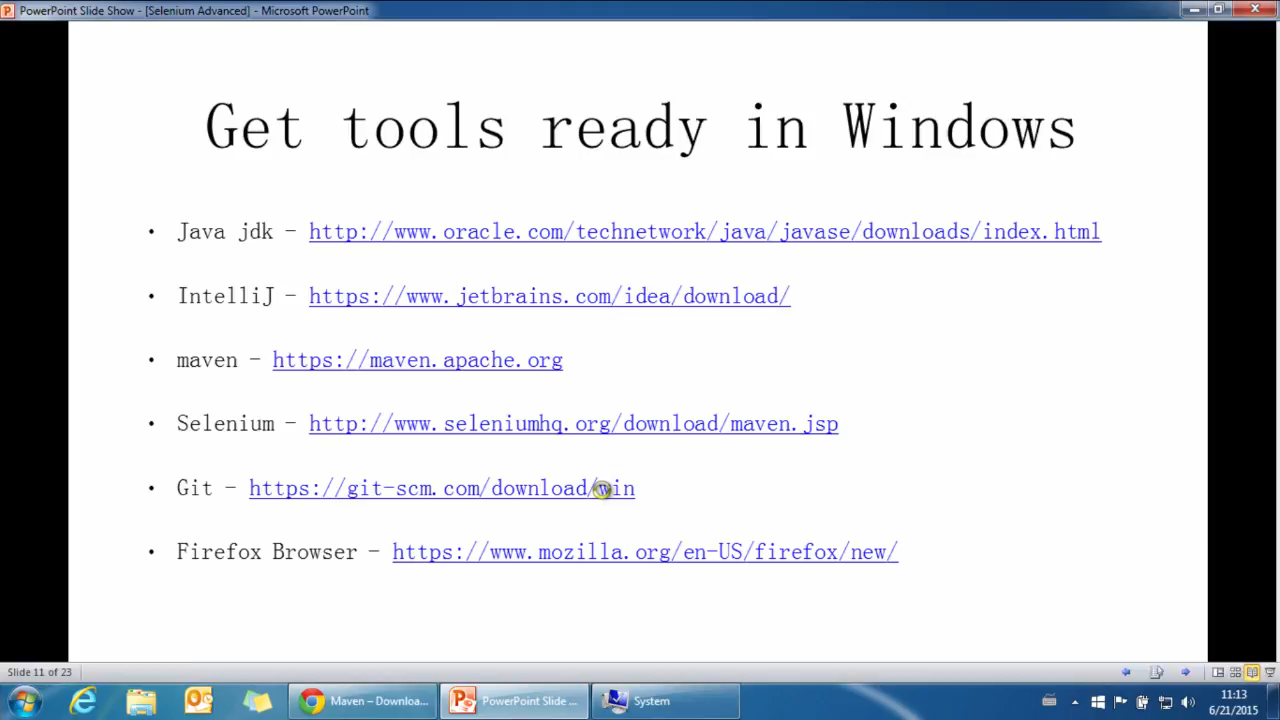 PowerPoint Slide Show - [Selenium Advanced] - Microsoft PowerPoint
Get tools ready in Windows
• Java jdk – http://www.oracle.com/technetwork/java/javase/downloads/index.html
• IntelliJ – https://www.jetbrains.com/idea/download/
• maven – https://maven.apache.org
• Selenium – http://www.seleniumhq.org/download/maven.jsp
• Git – https://git-scm.com/download/win
• Firefox Browser – https://www.mozilla.org/en-US/firefox/new/
Slide 11 of 23
Maven – Downloa...
PowerPoint Slide ...
System
11:13
6/21/2015